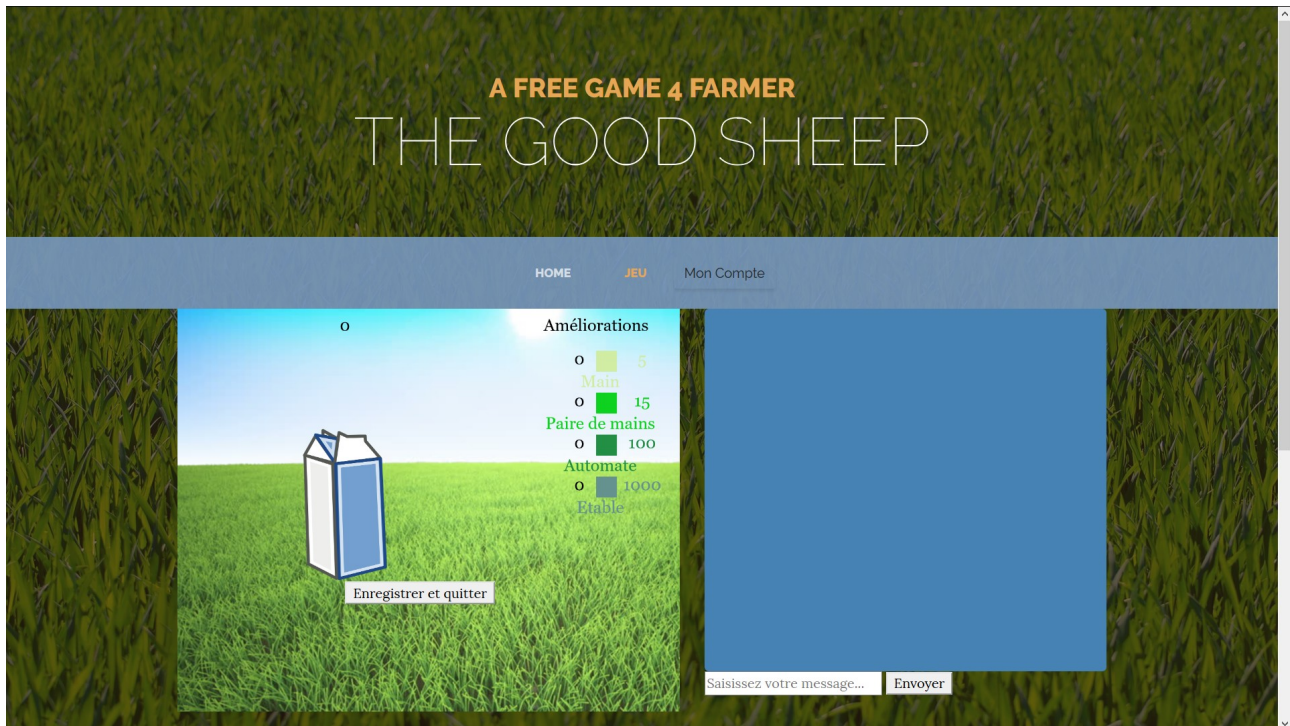 A FREE GAME 4 FARMER
THE GOOD SHEEP
HOME JEU Mon Compte
0 Améliorations
0 5
Main
0 15
Paire de mains
0 100
Automate
0 1000
Etable
Enregistrer et quitter
Saisissez votre message... Envoyer